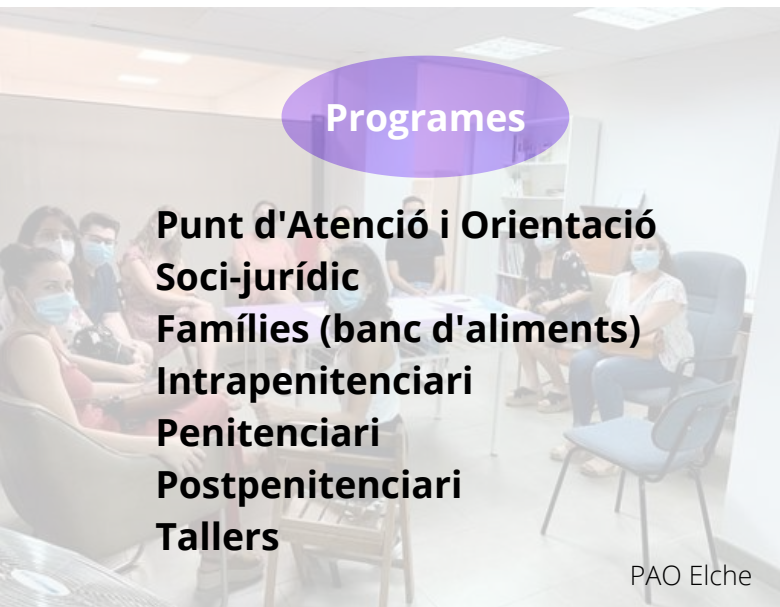 Programes
Punt d'Atenció i Orientació
Soci-jurídic
Famílies (banc d'aliments)
Intrapenitenciari
Penitenciari
Postpenitenciari
Tallers
PAO Elche